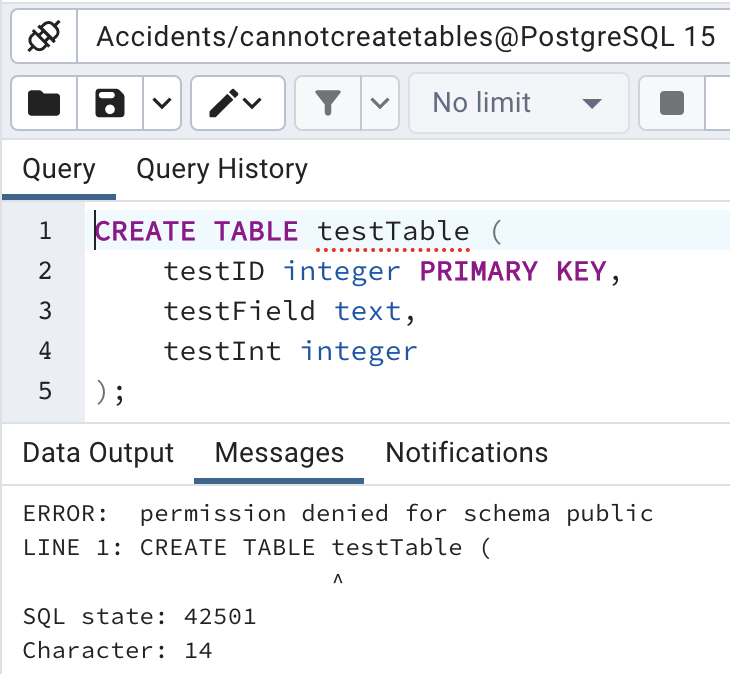 Accidents/cannotcreatetables@PostgreSQL 15
No limit
Query Query History
1 CREATE TABLE testTable (
2     testID integer PRIMARY KEY,
3     testField text,
4     testInt integer
5 );
Data Output Messages Notifications
ERROR:  permission denied for schema public
LINE 1: CREATE TABLE testTable (
                     ^
SQL state: 42501
Character: 14